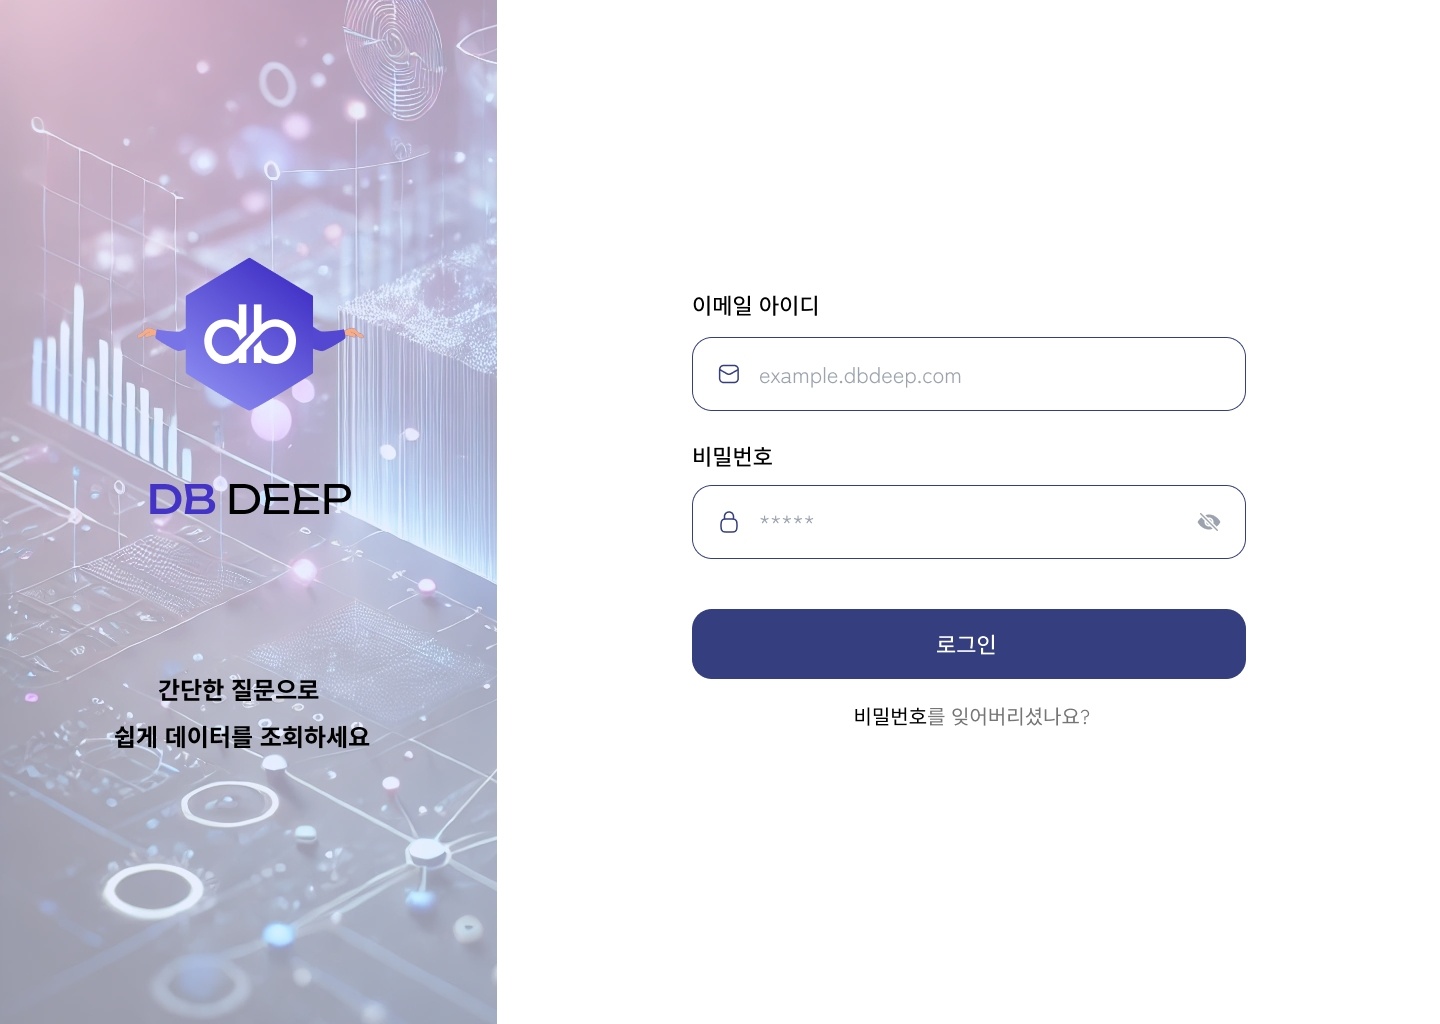 db
DB DEEP
간단한 질문으로
쉽게 데이터를 조회하세요
이메일 아이디
example.dbdeep.com
비밀번호
*****
로그인
비밀번호를 잊어버리셨나요?